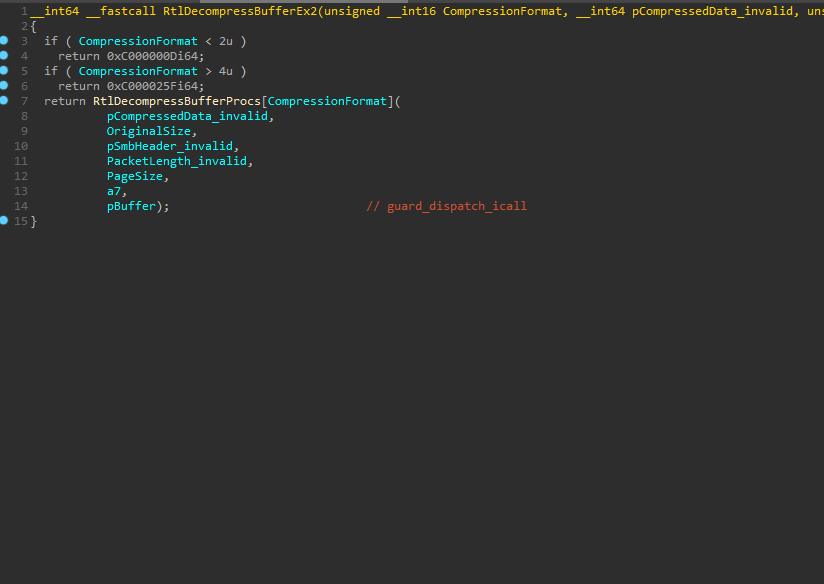 1 __int64 __fastcall RtlDecompressBufferEx2(unsigned __int16 CompressionFormat, __int64 pCompressedData_invalid, uns
2 {
3 if ( CompressionFormat < 2u )
4 return 0xC000000Di64;
5 if ( CompressionFormat > 4u )
6 return 0xC000025Fi64;
7 return RtlDecompressBufferProcs[CompressionFormat](
8 pCompressedData_invalid,
9 OriginalSize,
10 pSmbHeader_invalid,
11 PacketLength_invalid,
12 PageSize,
13 a7,
14 pBuffer); // guard_dispatch_icall
15 }